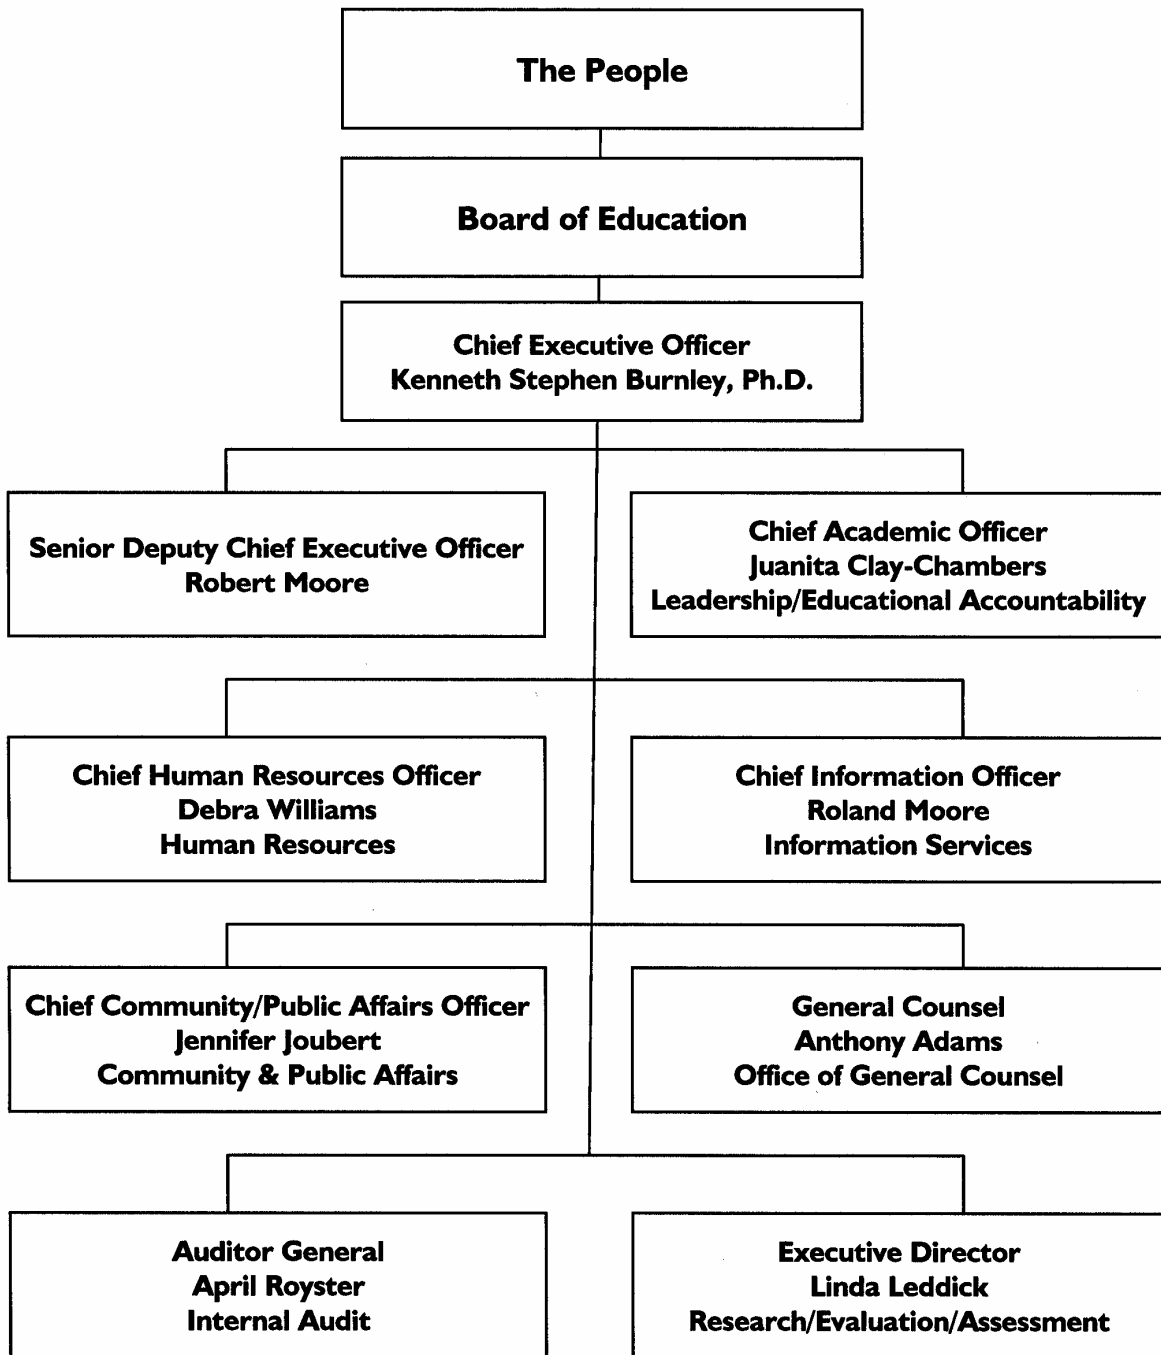 The People
Board of Education
Chief Executive Officer
Kenneth Stephen Burnley, Ph.D.
Senior Deputy Chief Executive Officer
Robert Moore
Chief Academic Officer
Juanita Clay-Chambers
Leadership/Educational Accountability
Chief Human Resources Officer
Debra Williams
Human Resources
Chief Information Officer
Roland Moore
Information Services
Chief Community/Public Affairs Officer
Jennifer Joubert
Community & Public Affairs
General Counsel
Anthony Adams
Office of General Counsel
Auditor General
April Royster
Internal Audit
Executive Director
Linda Leddick
Research/Evaluation/Assessment